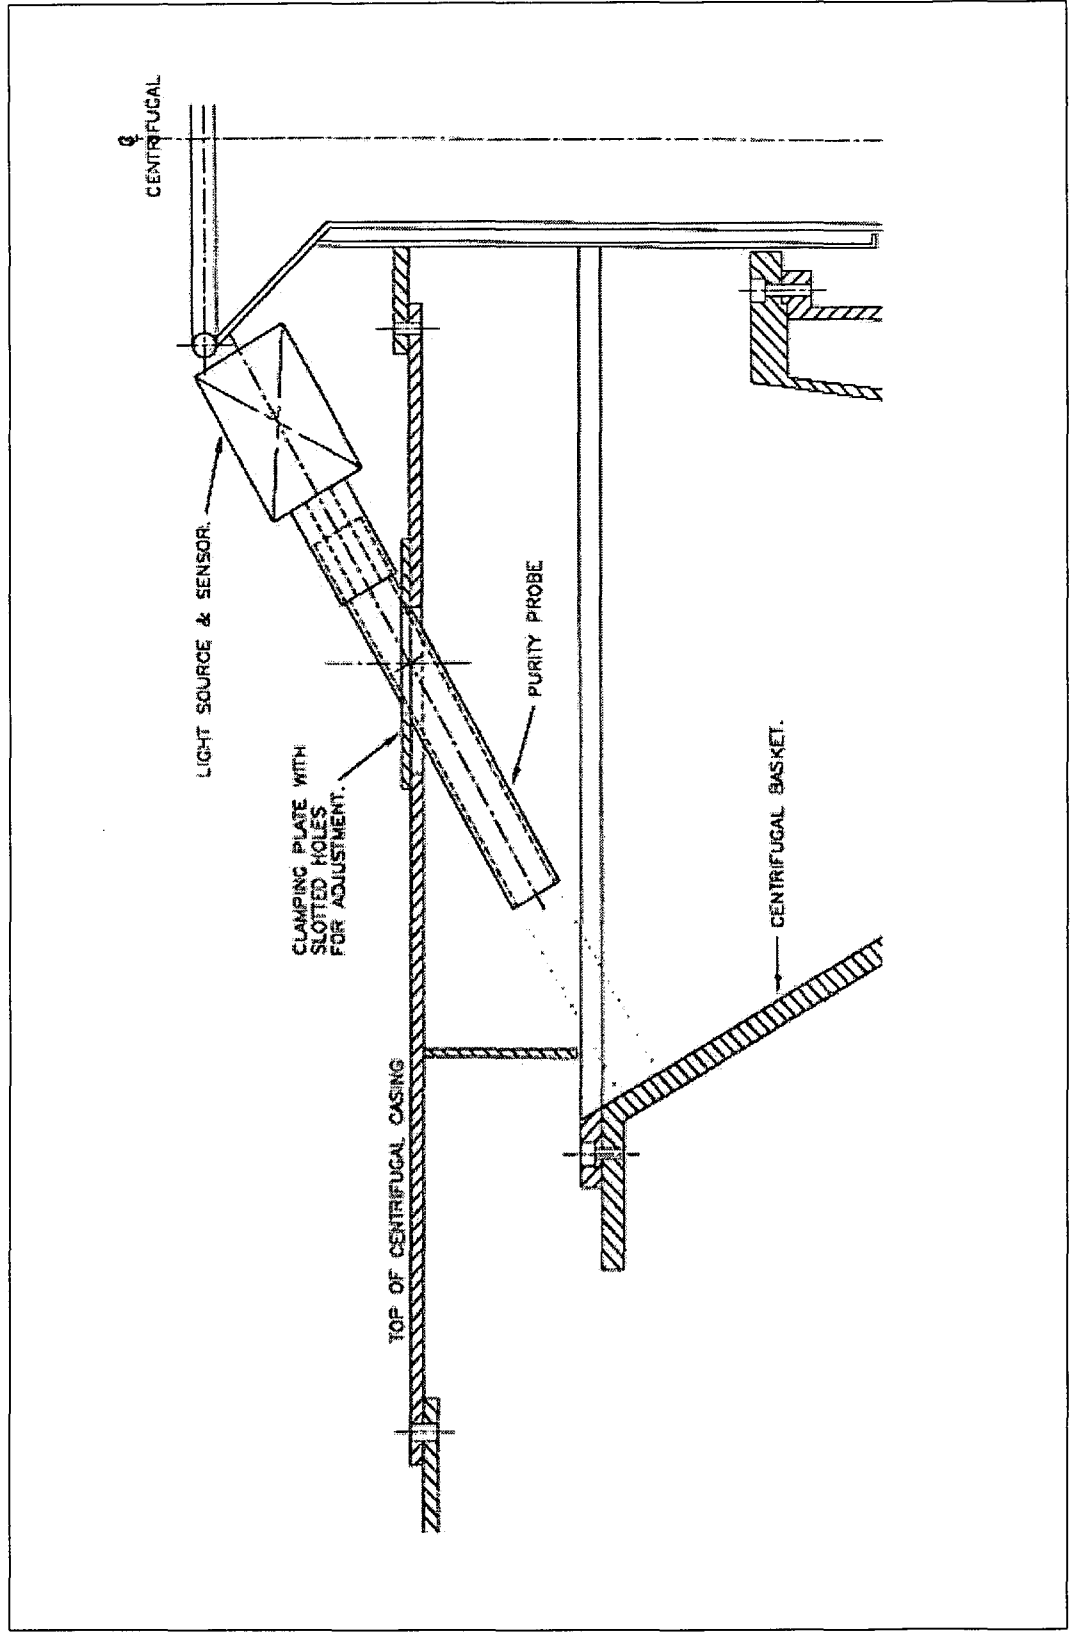 ℄
CENTRIFUGAL
LIGHT SOURCE & SENSOR.
CLAMPING PLATE WITH
SLOTTED HOLES
FOR ADJUSTMENT.
PURITY PROBE
TOP OF CENTRIFUGAL CASING
CENTRIFUGAL BASKET.